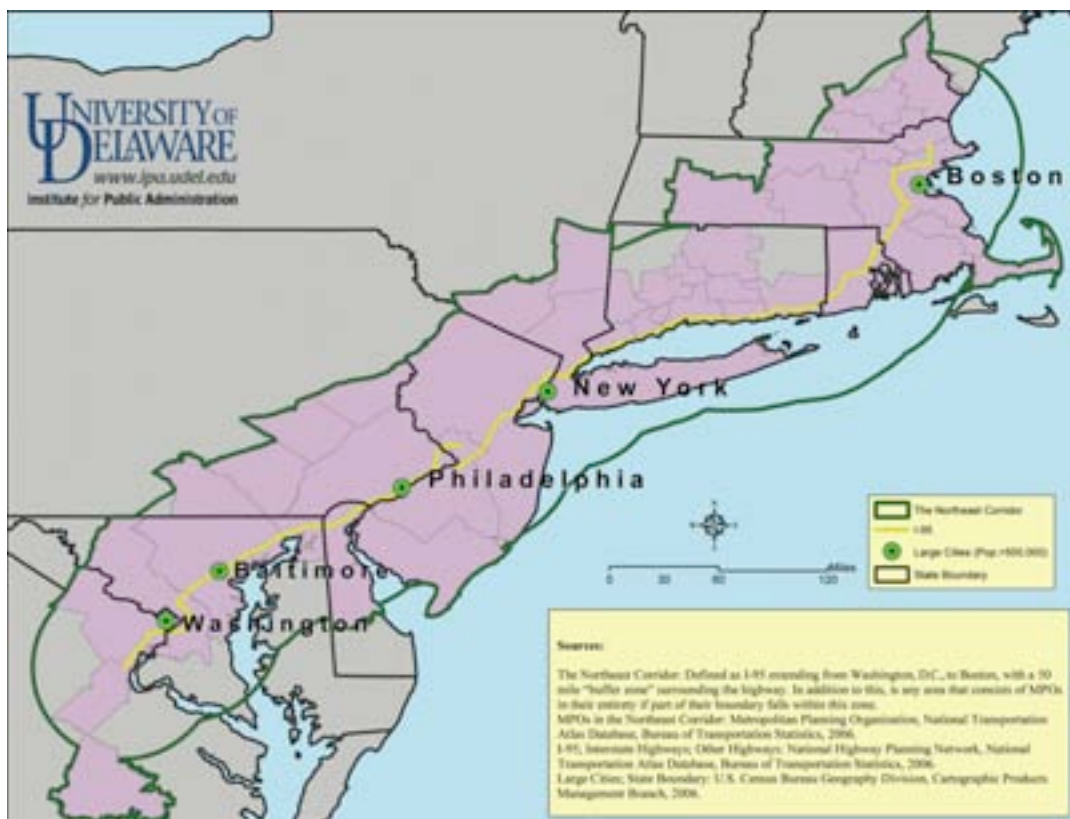 UNIVERSITY OF
DELAWARE
www.ipa.udel.edu
Institute for Public Administration
Boston
New York
Philadelphia
Baltimore
Washington
The Northeast Corridor
I-95
Large Cities (Pop.>500,000)
State Boundary
0 30 60 120 Miles
Sources:
The Northeast Corridor: Defined as I-95 extending from Washington, D.C., to Boston, with a 50
mile "buffer zone" surrounding the highway. In addition to this, is any area that consists of MPOs
in their entirety if part of their boundary falls within this zone.
MPOs in the Northeast Corridor: Metropolitan Planning Organization, National Transportation
Atlas Database, Bureau of Transportation Statistics, 2006.
I-95; Interstate Highways; Other Highways: National Highway Planning Network, National
Transportation Atlas Database, Bureau of Transportation Statistics, 2006.
Large Cities; State Boundary: U.S. Census Bureau Geography Division, Cartographic Products
Management Branch, 2006.